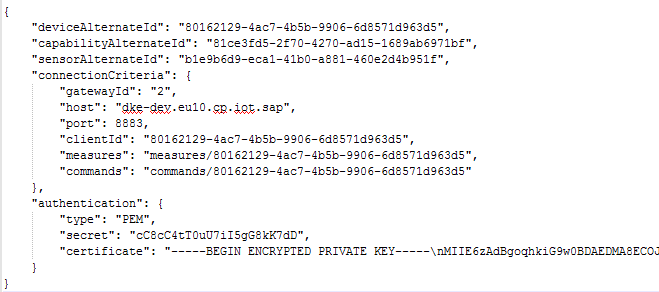 {
"deviceAlternateId": "80162129-4ac7-4b5b-9906-6d8571d963d5",
"capabilityAlternateId": "81ce3fd5-2f70-4270-ad15-1689ab6971bf",
"sensorAlternateId": "b1e9b6d9-eca1-41b0-a881-460e2d4b951f",
"connectionCriteria": {
"gatewayId": "2",
"host": "dke-dev.eu10.cp.iot.sap",
"port": 8883,
"clientId": "80162129-4ac7-4b5b-9906-6d8571d963d5",
"measures": "measures/80162129-4ac7-4b5b-9906-6d8571d963d5",
"commands": "commands/80162129-4ac7-4b5b-9906-6d8571d963d5"
},
"authentication": {
"type": "PEM",
"secret": "cC8cC4tT0uU7iI5gG8kK7dD",
"certificate": "-----BEGIN ENCRYPTED PRIVATE KEY-----\nMIIE6zAdBgoqhkiG9w0BDAEDMA8ECOJ
}
}